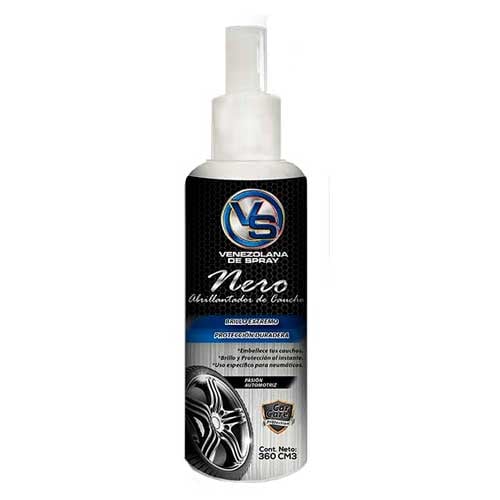 VS
VENEZOLANA
DE SPRAY
Nero
Abrillantador de Caucho
BRILLO EXTREMO
PROTECCIÓN DURADERA
*Embellece tus cauchos.
*Brillo y Protección al instante.
*Uso específico para neumáticos.
PASIÓN
AUTOMOTRIZ
Car
Care
Protection
Cont. Neto:
360 CM3